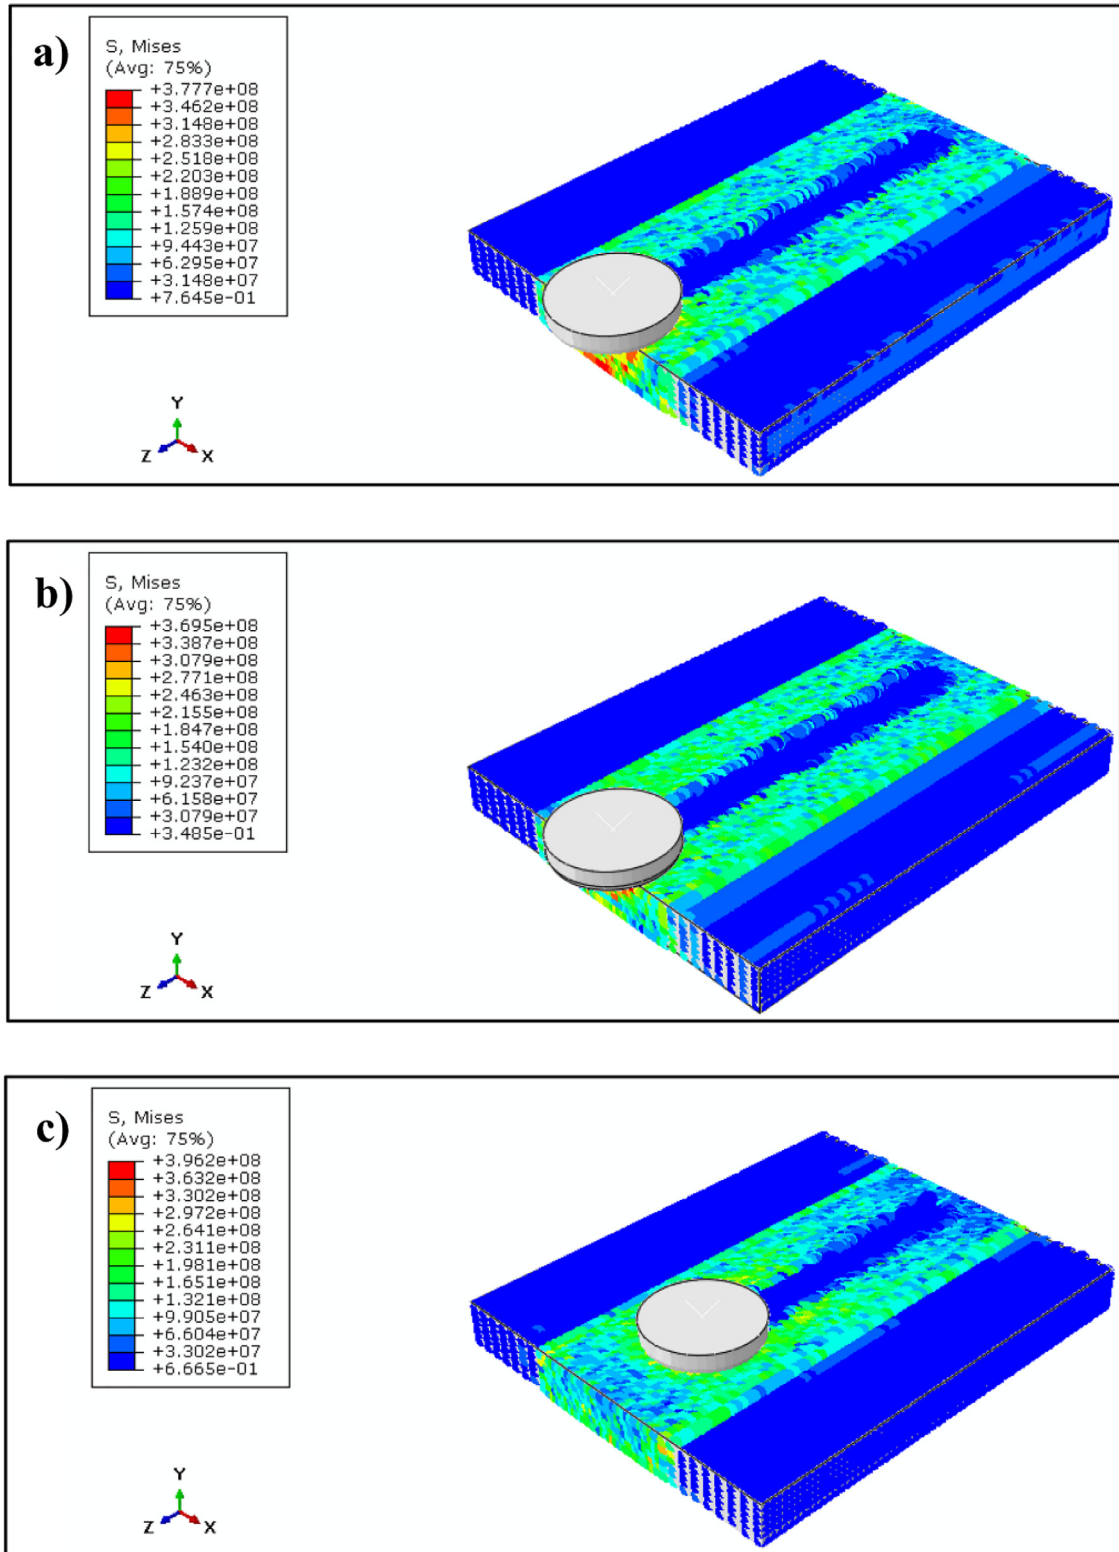 a)
S, Mises
(Avg: 75%)
+3.777e+08
+3.462e+08
+3.148e+08
+2.833e+08
+2.518e+08
+2.203e+08
+1.889e+08
+1.574e+08
+1.259e+08
+9.443e+07
+6.295e+07
+3.148e+07
+7.645e-01
Y
Z
X
b)
S, Mises
(Avg: 75%)
+3.695e+08
+3.387e+08
+3.079e+08
+2.771e+08
+2.463e+08
+2.155e+08
+1.847e+08
+1.540e+08
+1.232e+08
+9.237e+07
+6.158e+07
+3.079e+07
+3.485e-01
Y
Z
X
c)
S, Mises
(Avg: 75%)
+3.962e+08
+3.632e+08
+3.302e+08
+2.972e+08
+2.641e+08
+2.311e+08
+1.981e+08
+1.651e+08
+1.321e+08
+9.905e+07
+6.604e+07
+3.302e+07
+6.665e-01
Y
Z
X